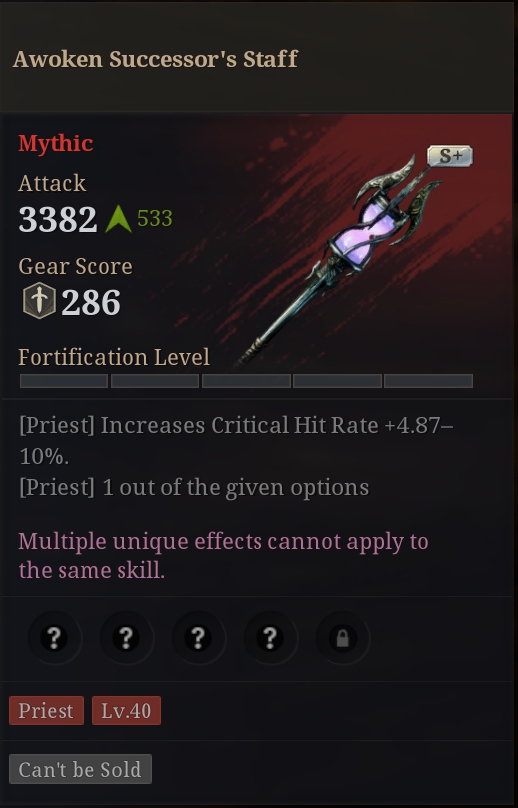 Awoken Successor's Staff
Mythic
S+
Attack
3382 533
Gear Score
286
Fortification Level
[Priest] Increases Critical Hit Rate +4.87–
10%.
[Priest] 1 out of the given options
Multiple unique effects cannot apply to
the same skill.
? ? ? ?
Priest Lv.40
Can't be Sold